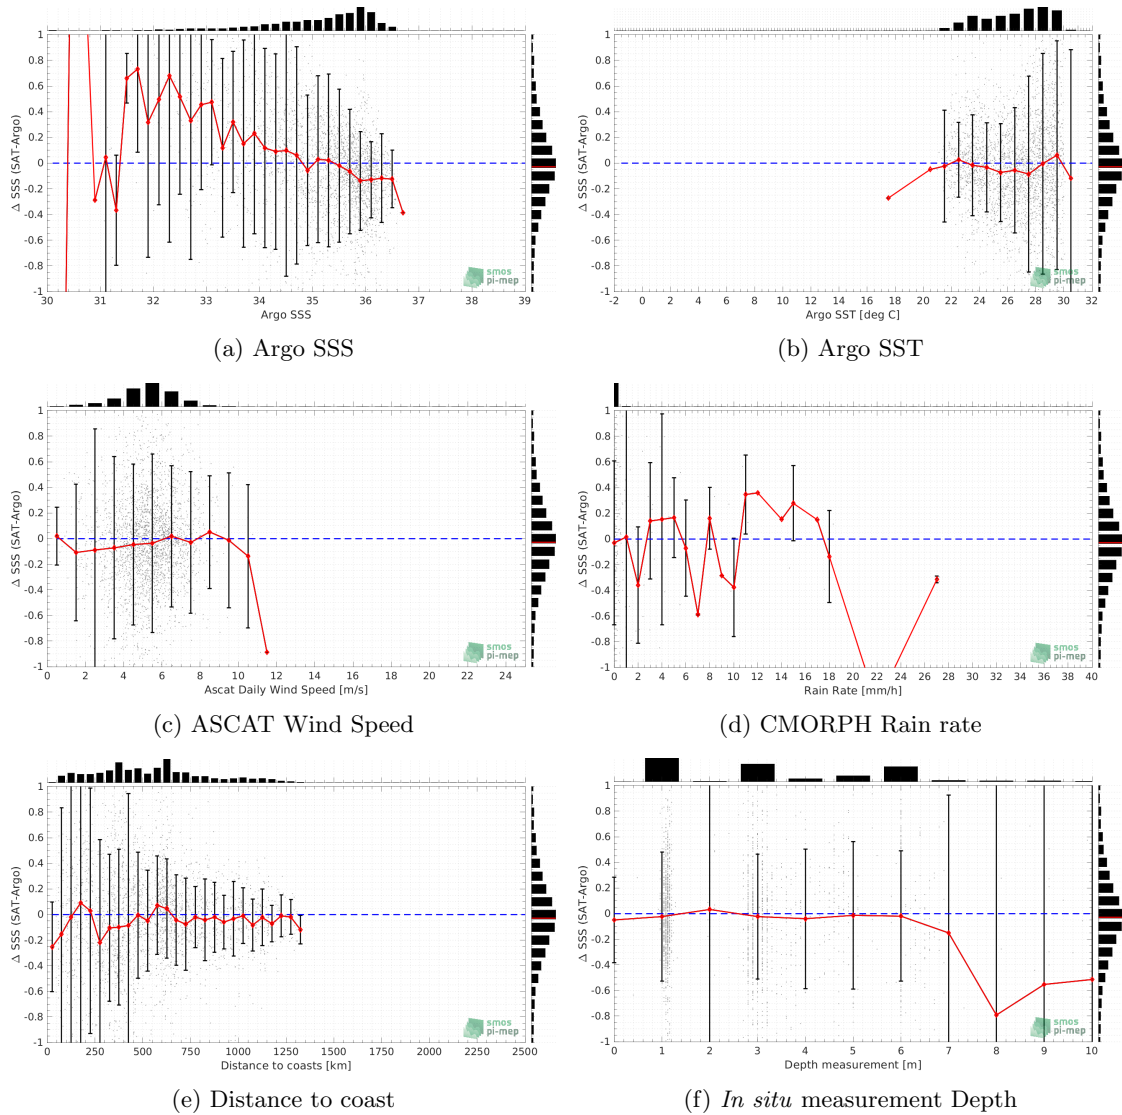 1
0.8
0.6
0.4
0.2
0
-0.2
-0.4
-0.6
-0.8
-1
Δ SSS (SAT-Argo)
30 31 32 33 34 35 36 37 38 39
Argo SSS
smos
pi-mep
(a) Argo SSS
1
0.8
0.6
0.4
0.2
0
-0.2
-0.4
-0.6
-0.8
-1
Δ SSS (SAT-Argo)
-2 0 2 4 6 8 10 12 14 16 18 20 22 24 26 28 30 32
Argo SST [deg C]
smos
pi-mep
(b) Argo SST
1
0.8
0.6
0.4
0.2
0
-0.2
-0.4
-0.6
-0.8
-1
Δ SSS (SAT-Argo)
0 2 4 6 8 10 12 14 16 18 20 22 24
Ascat Daily Wind Speed [m/s]
smos
pi-mep
(c) ASCAT Wind Speed
1
0.8
0.6
0.4
0.2
0
-0.2
-0.4
-0.6
-0.8
-1
Δ SSS (SAT-Argo)
0 2 4 6 8 10 12 14 16 18 20 22 24 26 28 30 32 34 36 38 40
Rain Rate [mm/h]
smos
pi-mep
(d) CMORPH Rain rate
1
0.8
0.6
0.4
0.2
0
-0.2
-0.4
-0.6
-0.8
-1
Δ SSS (SAT-Argo)
0 250 500 750 1000 1250 1500 1750 2000 2250 2500
Distance to coasts [km]
smos
pi-mep
(e) Distance to coast
1
0.8
0.6
0.4
0.2
0
-0.2
-0.4
-0.6
-0.8
-1
Δ SSS (SAT-Argo)
0 1 2 3 4 5 6 7 8 9 10
Depth measurement [m]
smos
pi-mep
(f) In situ measurement Depth